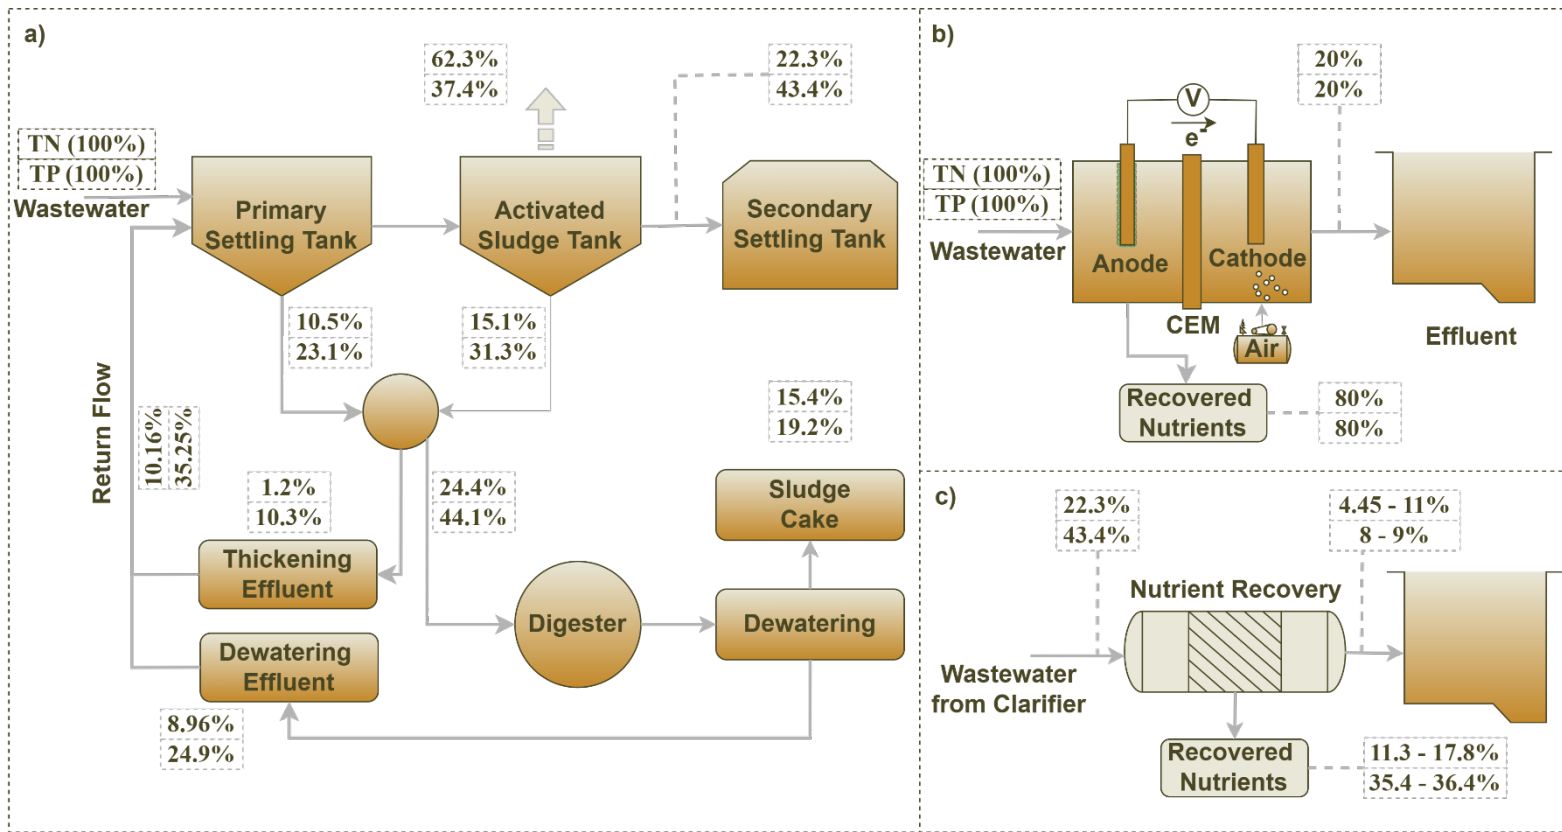 a)
62.3%
37.4%
22.3%
43.4%
TN (100%)
TP (100%)
Wastewater
Primary
Settling Tank
Activated
Sludge Tank
Secondary
Settling Tank
10.5%
23.1%
15.1%
31.3%
Return Flow
10.16%
35.25%
1.2%
10.3%
24.4%
44.1%
15.4%
19.2%
Sludge
Cake
Thickening
Effluent
Digester
Dewatering
Dewatering
Effluent
8.96%
24.9%
b)
20%
20%
V
e-
TN (100%)
TP (100%)
Wastewater
Anode
Cathode
CEM
Air
Effluent
Recovered
Nutrients
80%
80%
c)
22.3%
43.4%
4.45 - 11%
8 - 9%
Nutrient Recovery
Wastewater
from Clarifier
Recovered
Nutrients
11.3 - 17.8%
35.4 - 36.4%